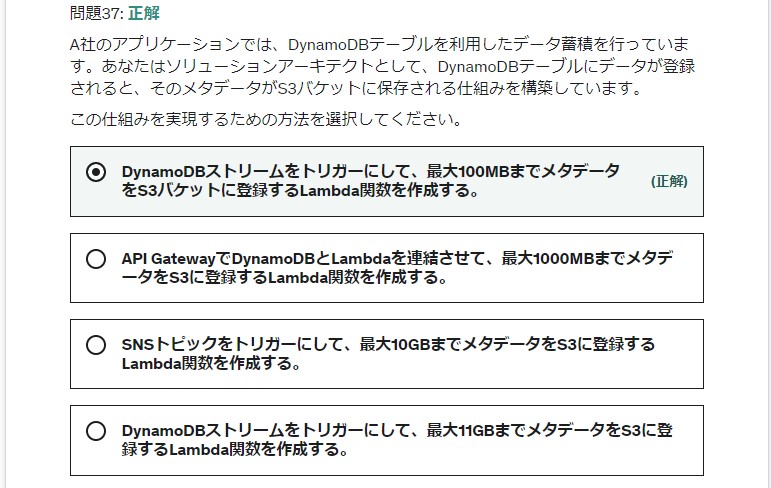 問題37: 正解
A社のアプリケーションでは、DynamoDBテーブルを利用したデータ蓄積を行っていま
す。あなたはソリューションアーキテクトとして、DynamoDBテーブルにデータが登録
されると、そのメタデータがS3バケットに保存される仕組みを構築しています。
この仕組みを実現するための方法を選択してください。
DynamoDBストリームをトリガーにして、最大100MBまでメタデータ
をS3バケットに登録するLambda関数を作成する。
(正解)
API GatewayでDynamoDBとLambdaを連結させて、最大1000MBまでメタデ
ータをS3に登録するLambda関数を作成する。
SNSトピックをトリガーにして、最大10GBまでメタデータをS3に登録する
Lambda関数を作成する。
DynamoDBストリームをトリガーにして、最大11GBまでメタデータをS3に登
録するLambda関数を作成する。